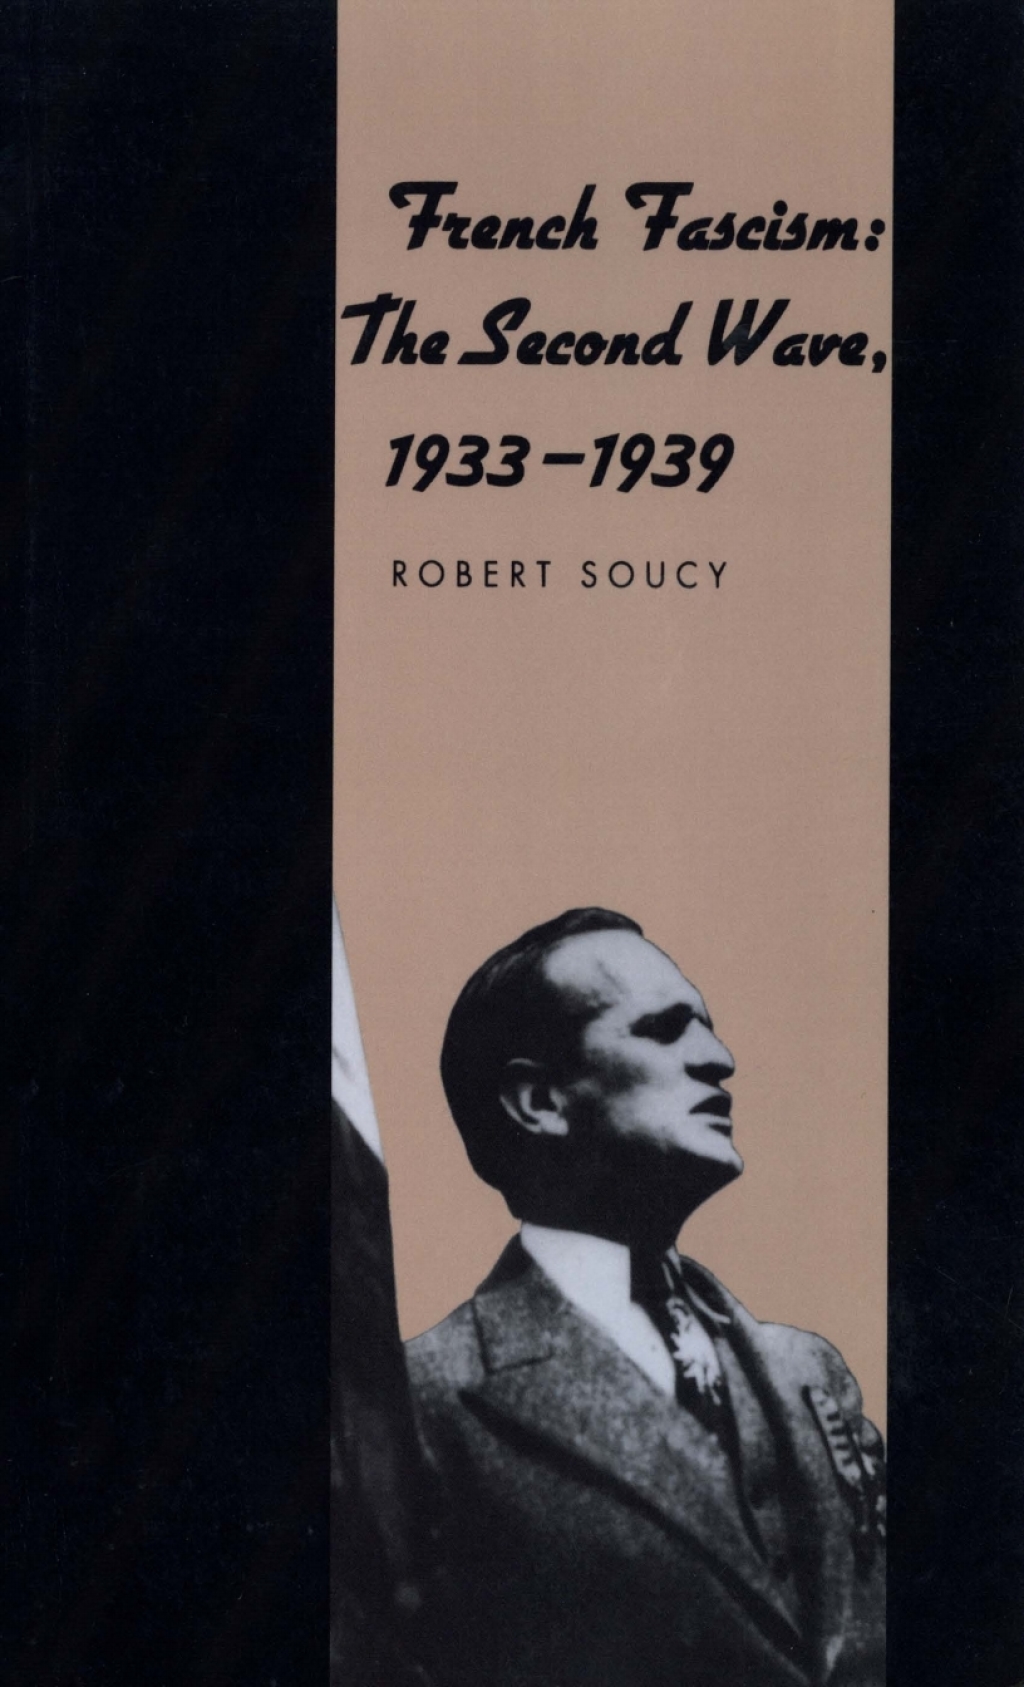 French Fascism:
The Second Wave,
1933–1939
ROBERT SOUCY